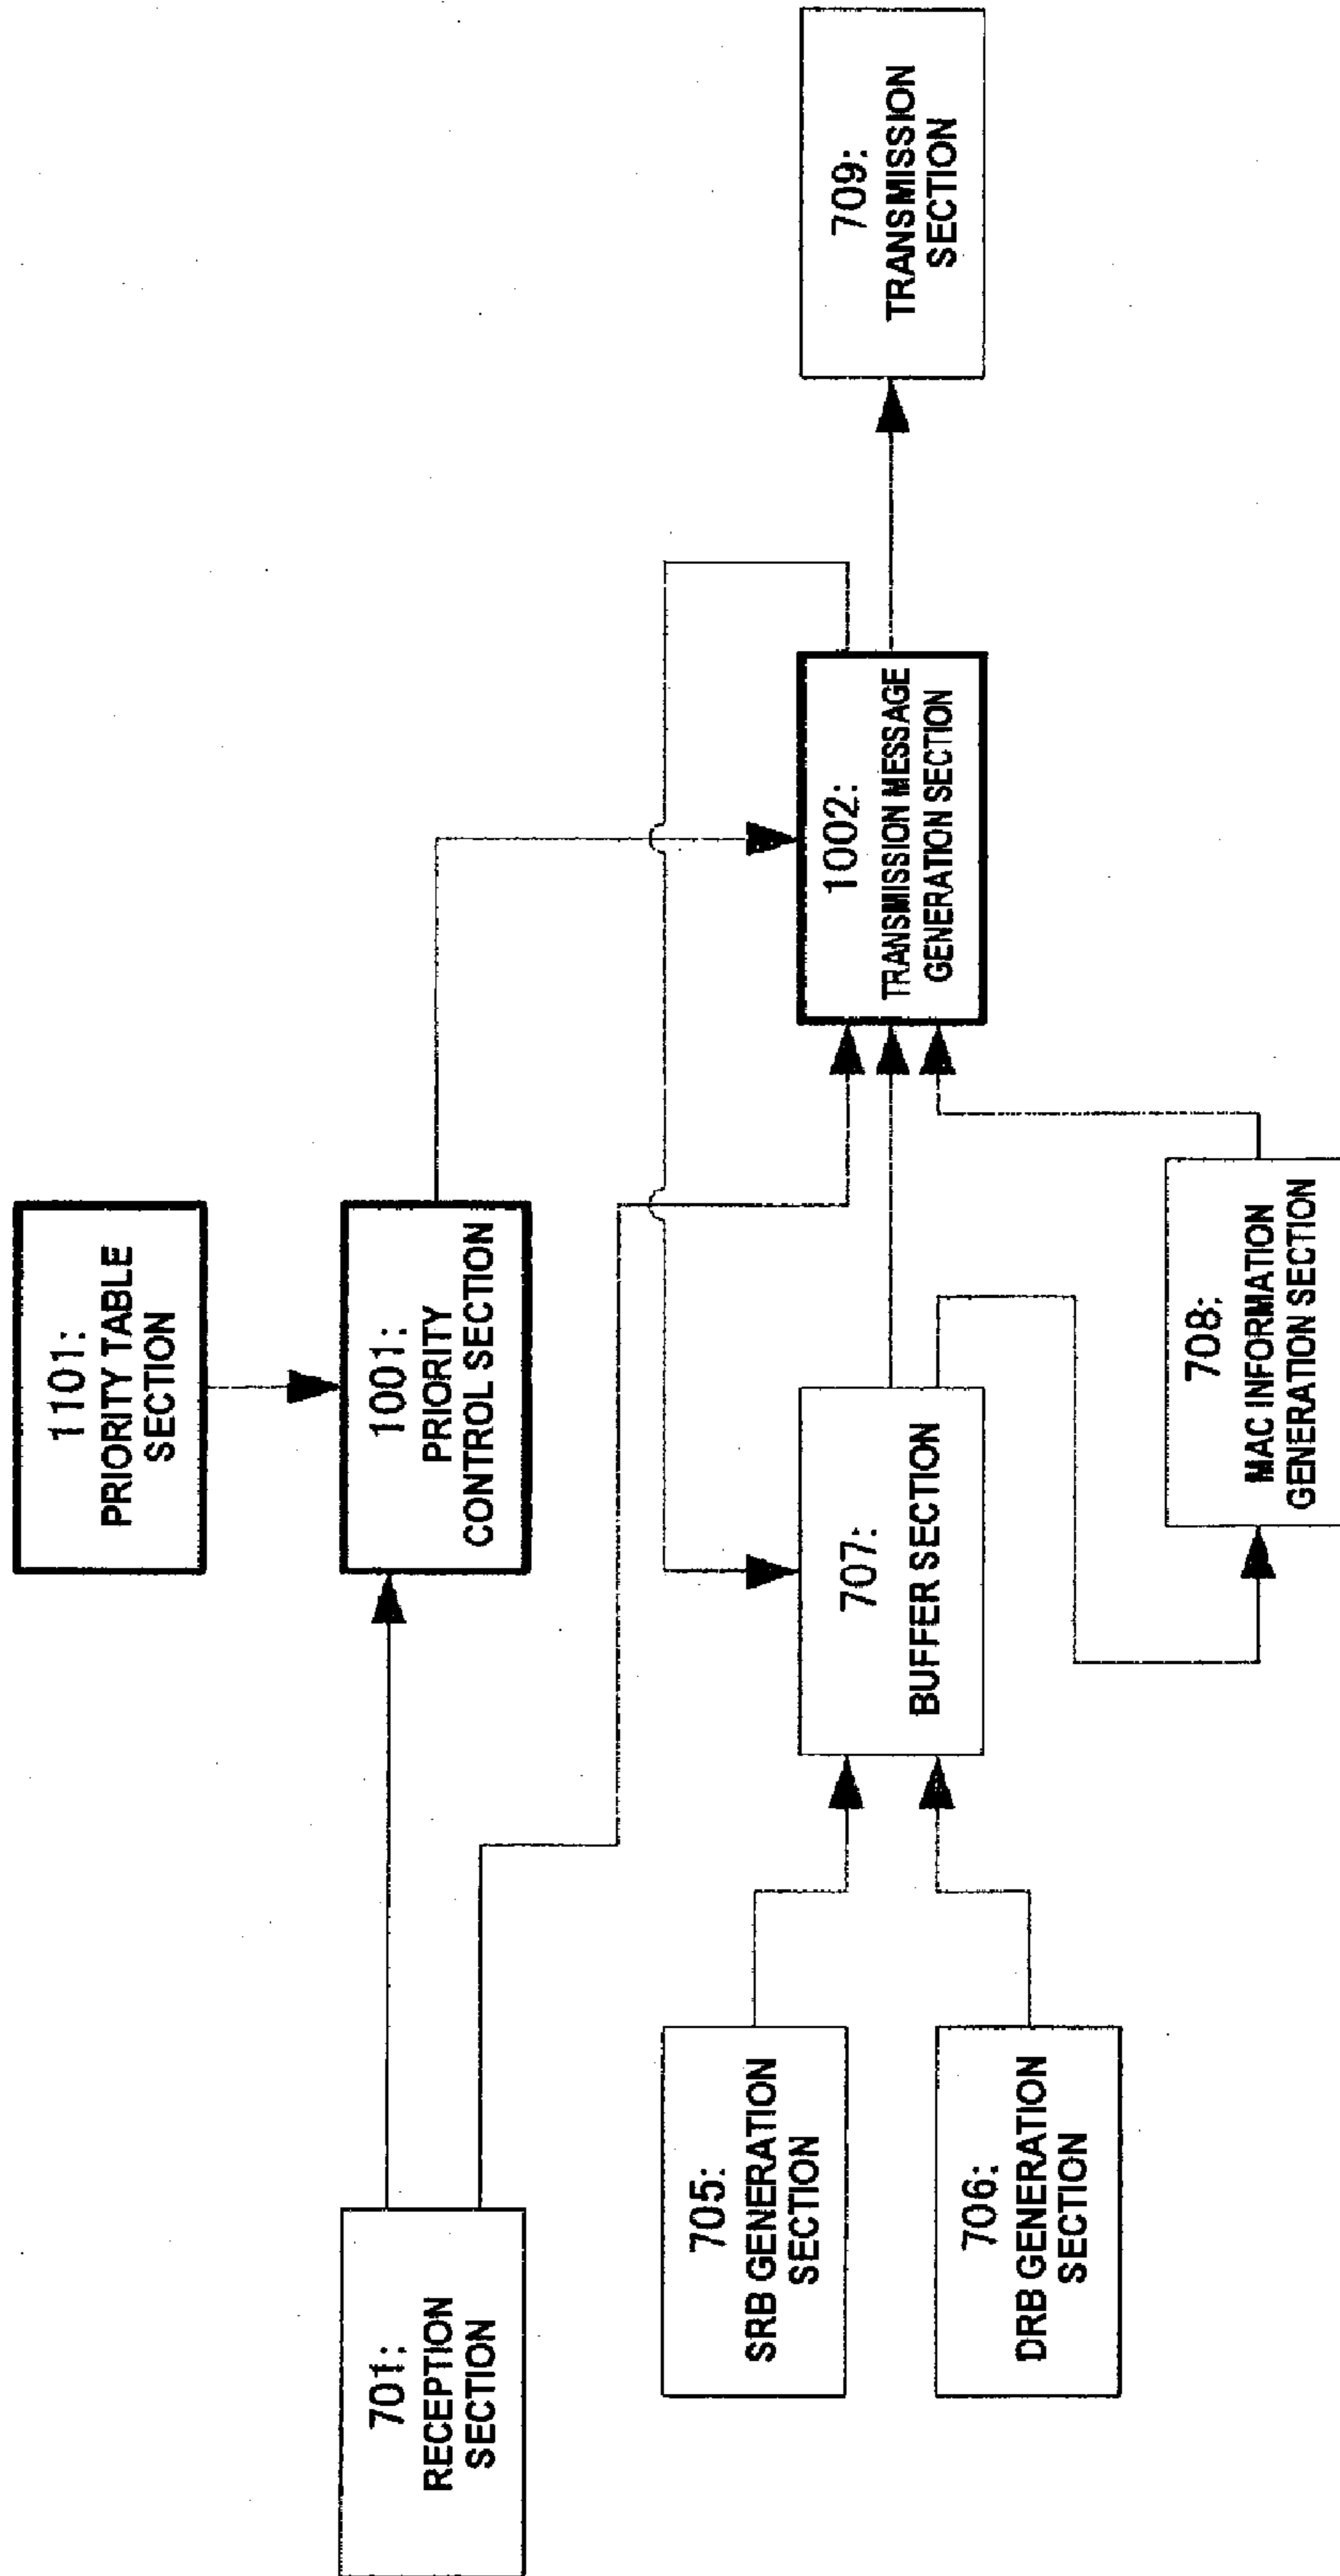 1101:
PRIORITY TABLE
SECTION
701:
RECEPTION
SECTION
1001:
PRIORITY
CONTROL SECTION
705:
SRB GENERATION
SECTION
706:
DRB GENERATION
SECTION
707:
BUFFER SECTION
1002:
TRANSMISSION MESSAGE
GENERATION SECTION
709:
TRANSMISSION
SECTION
708:
MAC INFORMATION
GENERATION SECTION